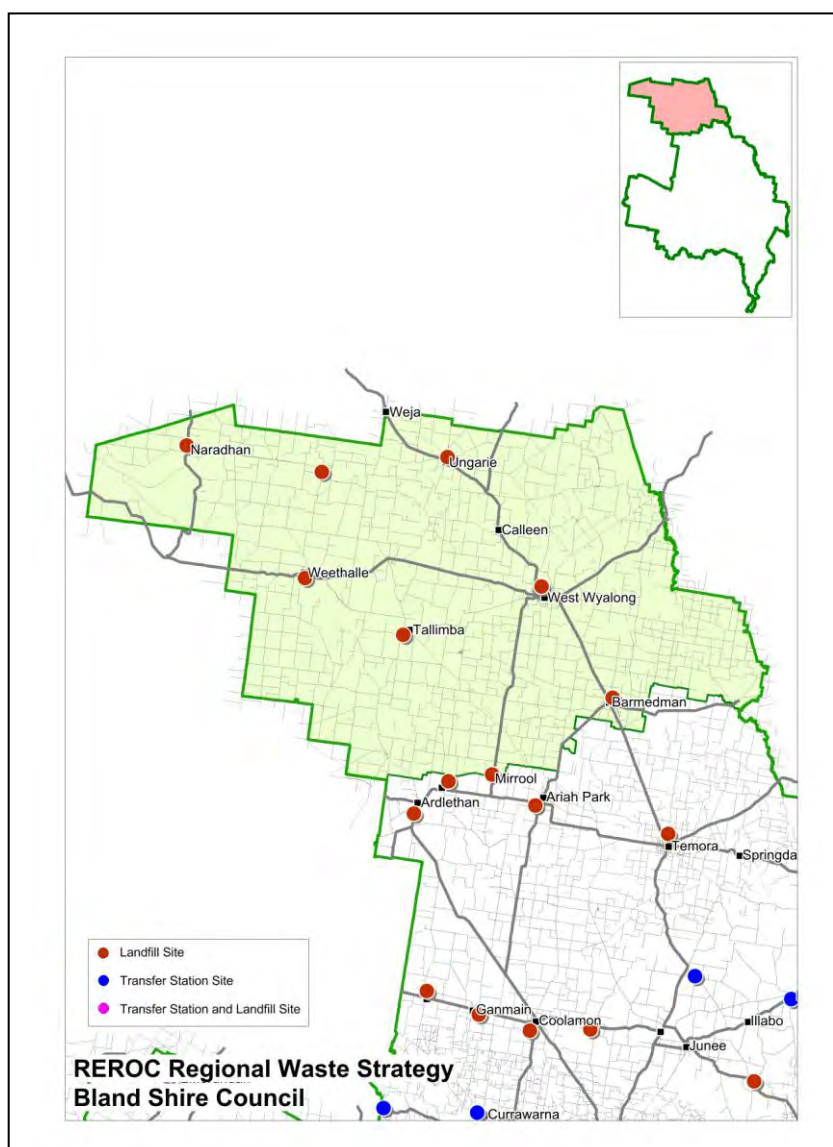 Weja
Naradhan
Ungarie
Calleen
Weethalle
West Wyalong
Tallimba
Barmedman
Mirrool
Ardlethan
Ariah Park
Temora
Springda
Landfill Site
Transfer Station Site
Transfer Station and Landfill Site
Ganmain
Coolamon
Illabo
Junee
REROC Regional Waste Strategy
Bland Shire Council
Currawarna